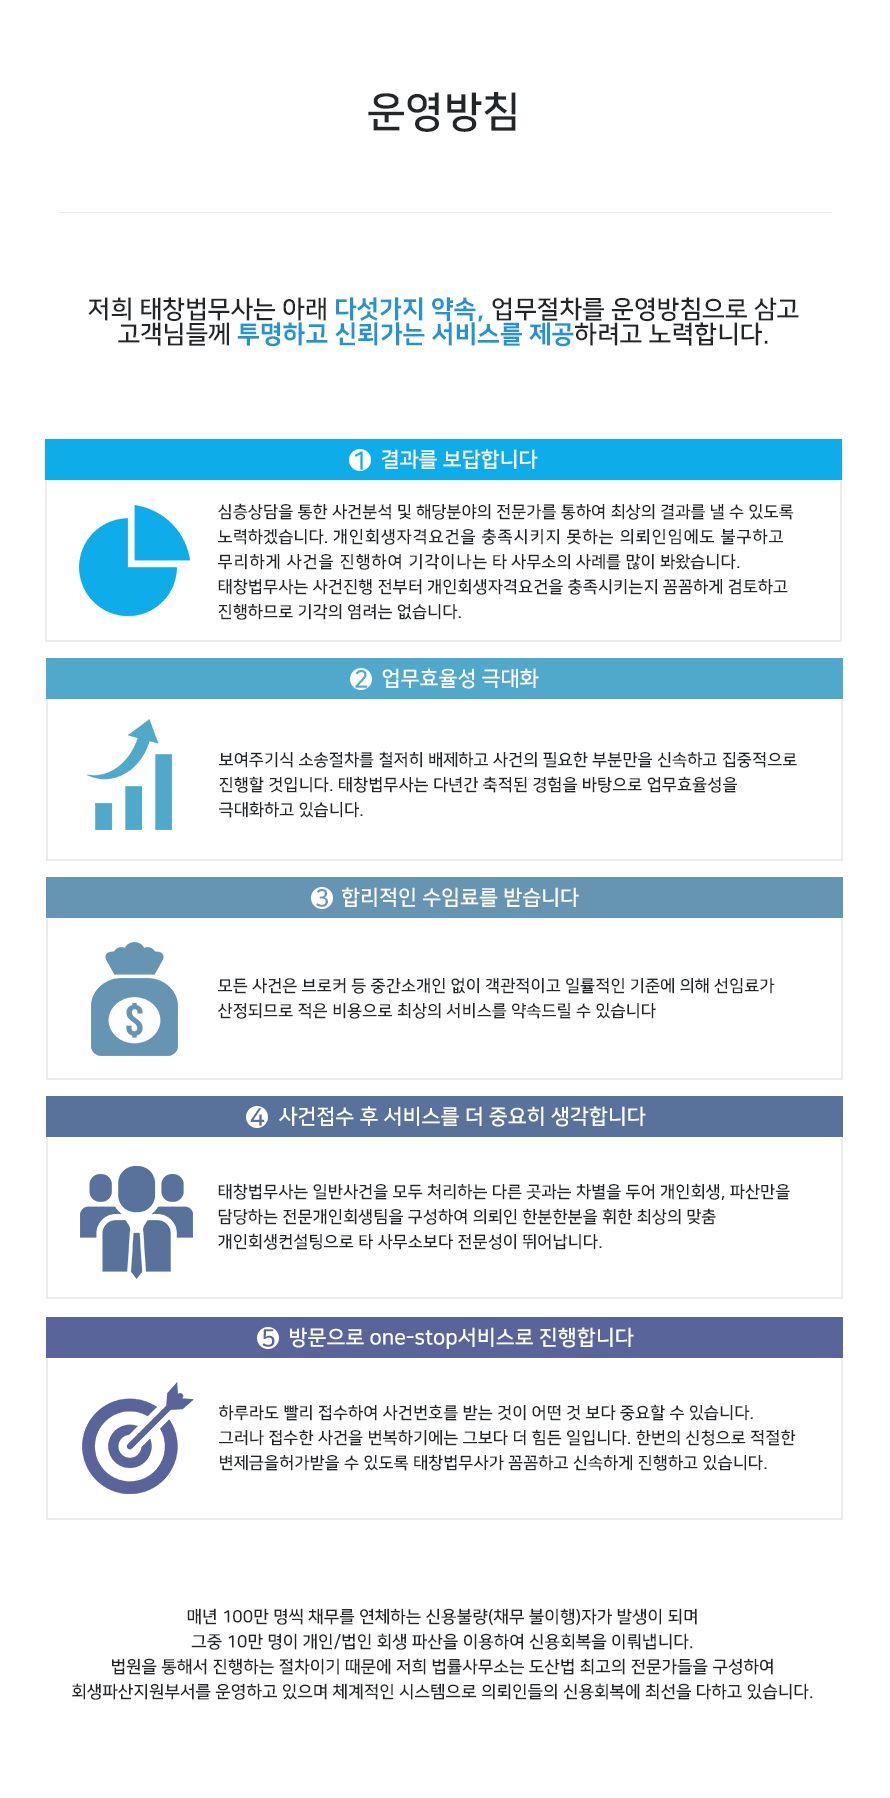 운영방침
저희 태창법무사는 아래 다섯가지 약속, 업무절차를 운영방침으로 삼고
고객님들께 투명하고 신뢰가는 서비스를 제공하려고 노력합니다.
1 결과를 보답합니다
심층상담을 통한 사건분석 및 해당분야의 전문가를 통하여 최상의 결과를 낼 수 있도록
노력하겠습니다. 개인회생자격요건을 충족시키지 못하는 의뢰인임에도 불구하고
무리하게 사건을 진행하여 기각이나는 타 사무소의 사례를 많이 봐왔습니다.
태창법무사는 사건진행 전부터 개인회생자격요건을 충족시키는지 꼼꼼하게 검토하고
진행하므로 기각의 염려는 없습니다.
2 업무효율성 극대화
보여주기식 소송절차를 철저히 배제하고 사건의 필요한 부분만을 신속하고 집중적으로
진행할 것입니다. 태창법무사는 다년간 축적된 경험을 바탕으로 업무효율성을
극대화하고 있습니다.
3 합리적인 수임료를 받습니다
$
모든 사건은 브로커 등 중간소개인 없이 객관적이고 일률적인 기준에 의해 선임료가
산정되므로 적은 비용으로 최상의 서비스를 약속드릴 수 있습니다
4 사건접수 후 서비스를 더 중요히 생각합니다
태창법무사는 일반사건을 모두 처리하는 다른 곳과는 차별을 두어 개인회생, 파산만을
담당하는 전문개인회생팀을 구성하여 의뢰인 한분한분을 휘한 최상의 맞춤
개인회생컨설팅으로 타 사무소보다 전문성이 뛰어납니다.
5 방문으로 one-stop서비스로 진행합니다
하루라도 빨리 접수하여 사건번호를 받는 것이 어떤 것 보다 중요할 수 있습니다.
그러나 접수한 사건을 번복하기에는 그보다 더 힘든 일입니다. 한번의 신청으로 적절한
변제금을허가받을 수 있도록 태창법무사가 꼼꼼하고 신속하게 진행하고 있습니다.
매년 100만 명씩 채무를 연체하는 신용불량(채무 불이행)자가 발생이 되며
그중 10만 명이 개인/법인 회생 파산을 이용하여 신용회복을 이뤄냅니다.
법원을 통해서 진행하는 절차이기 때문에 저희 법률사무소는 도산법 최고의 전문가들을 구성하여
회생파산지원부서를 운영하고 있으며 체계적인 시스템으로 의뢰인들의 신용회복에 최선을 다하고 있습니다.